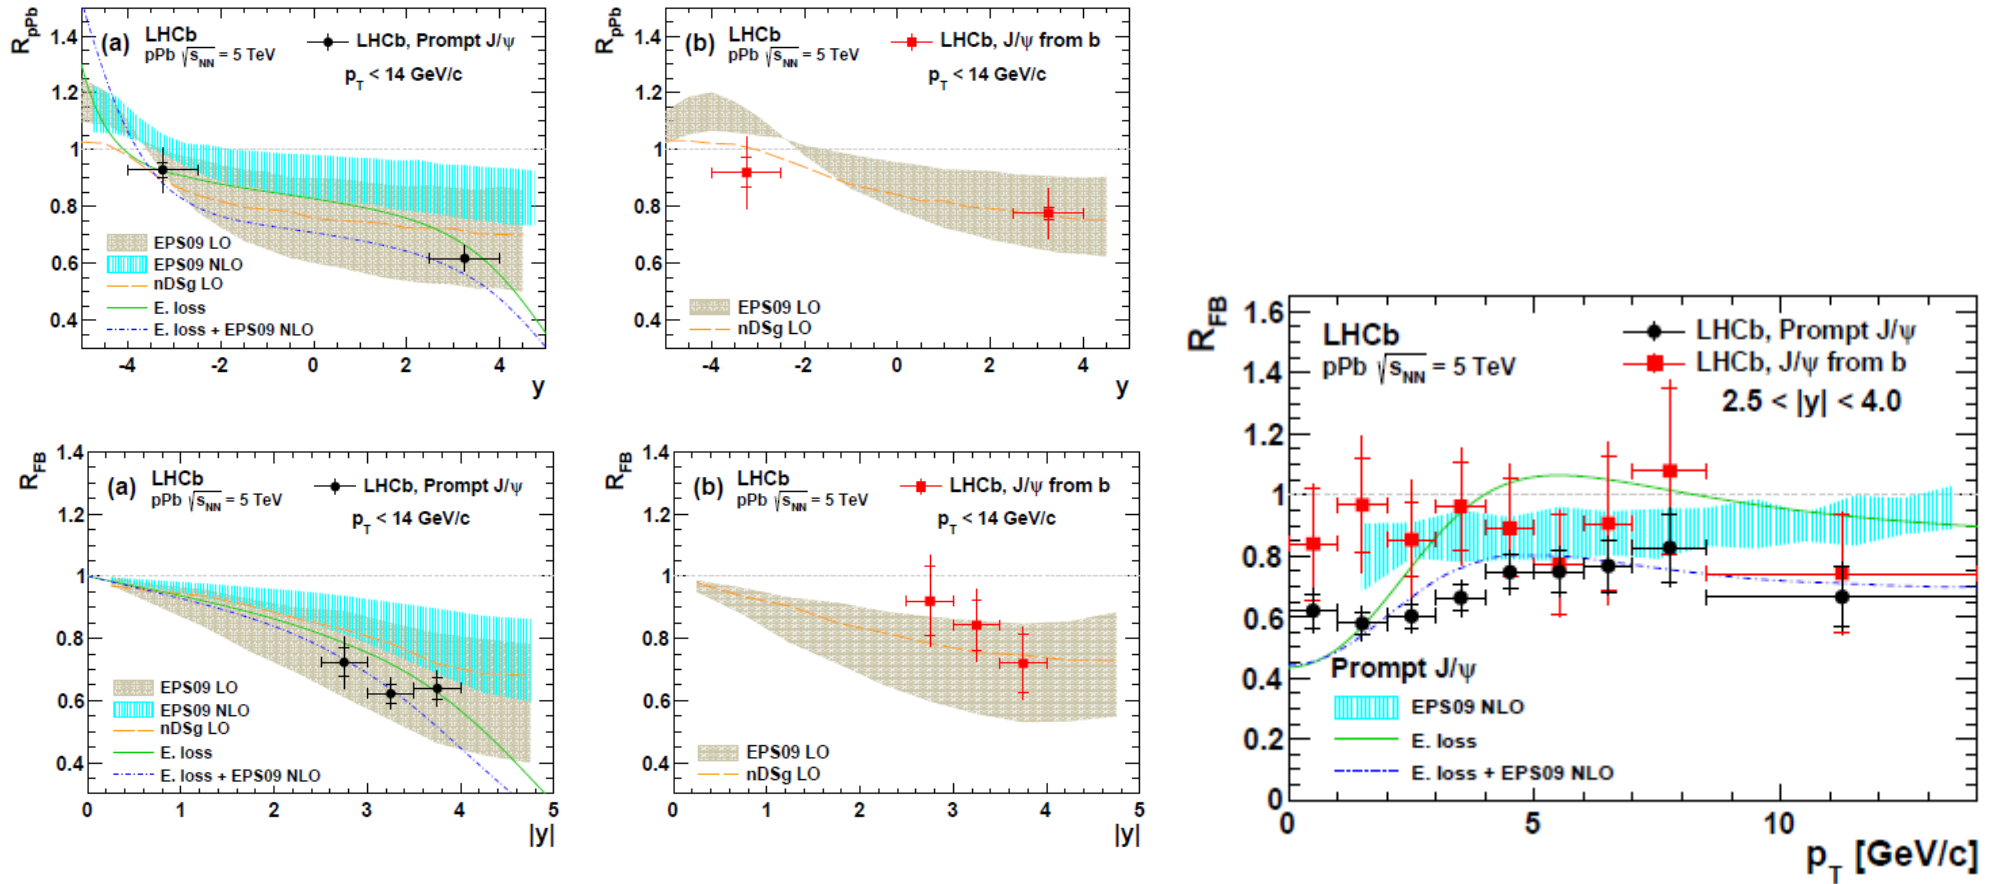 R_pPb
1.4
1.2
1
0.8
0.6
0.4
(a)
LHCb
pPb √s_NN = 5 TeV
LHCb, Prompt J/ψ
p_T < 14 GeV/c
EPS09 LO
EPS09 NLO
nDSg LO
E. loss
E. loss + EPS09 NLO
-4 -2 0 2 4
y
R_pPb
1.4
1.2
1
0.8
0.6
0.4
(b)
LHCb
pPb √s_NN = 5 TeV
LHCb, J/ψ from b
p_T < 14 GeV/c
EPS09 LO
nDSg LO
-4 -2 0 2 4
y
R_FB
1.4
1.2
1
0.8
0.6
0.4
(a)
LHCb
pPb √s_NN = 5 TeV
LHCb, Prompt J/ψ
p_T < 14 GeV/c
EPS09 LO
EPS09 NLO
nDSg LO
E. loss
E. loss + EPS09 NLO
0 1 2 3 4 5
|y|
R_FB
1.4
1.2
1
0.8
0.6
0.4
(b)
LHCb
pPb √s_NN = 5 TeV
LHCb, J/ψ from b
p_T < 14 GeV/c
EPS09 LO
nDSg LO
0 1 2 3 4 5
|y|
R_FB
1.6
1.4
1.2
1
0.8
0.6
0.4
0.2
0
LHCb
pPb √s_NN = 5 TeV
LHCb, Prompt J/ψ
LHCb, J/ψ from b
2.5 < |y| < 4.0
Prompt J/ψ
EPS09 NLO
E. loss
E. loss + EPS09 NLO
0 5 10
p_T [GeV/c]